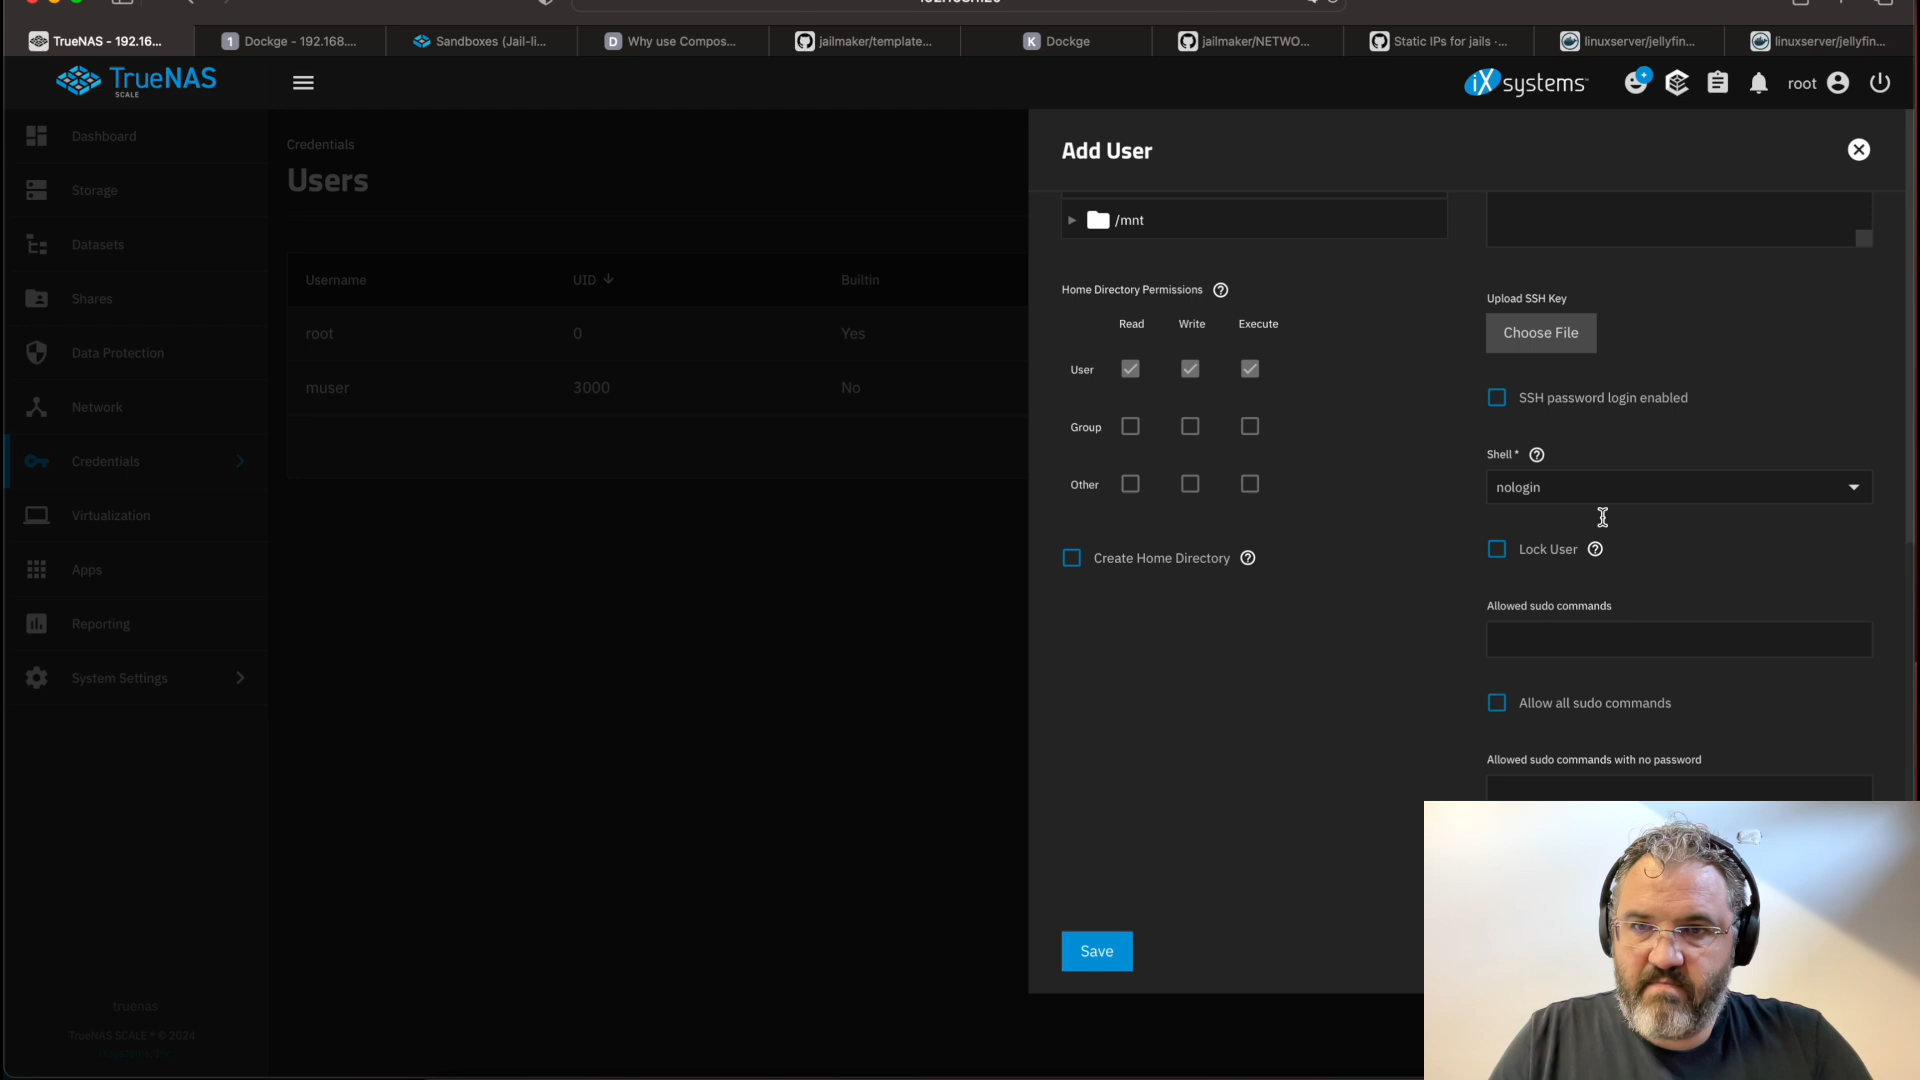 TrueNAS - 192.16...
1 Dockge - 192.168....
Sandboxes (Jail-li...
D Why use Compos...
jailmaker/template...
K Dockge
jailmaker/NETWO...
Static IPs for jails ·...
linuxserver/jellyfin...
linuxserver/jellyfin...
TrueNAS
SCALE
iX systems
root
Dashboard
Storage
Datasets
Shares
Data Protection
Network
Credentials
Virtualization
Apps
Reporting
System Settings
truenas
TrueNAS SCALE ® © 2024
Credentials
Users
Username UID Builtin
root 0 Yes
muser 3000 No
Add User
/mnt
Home Directory Permissions
Read Write Execute
User
Group
Other
Create Home Directory
Upload SSH Key
Choose File
SSH password login enabled
Shell *
nologin
Lock User
Allowed sudo commands
Allow all sudo commands
Allowed sudo commands with no password
Save